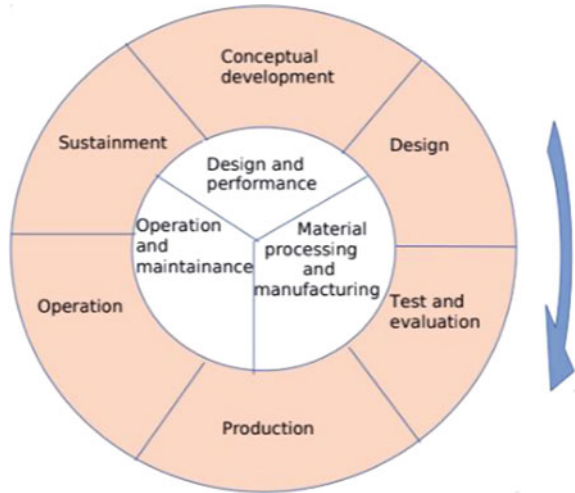 Conceptual
development
Design
Test and
evaluation
Production
Operation
Sustainment
Design and
performance
Material
processing
and
manufacturing
Operation
and
maintainance